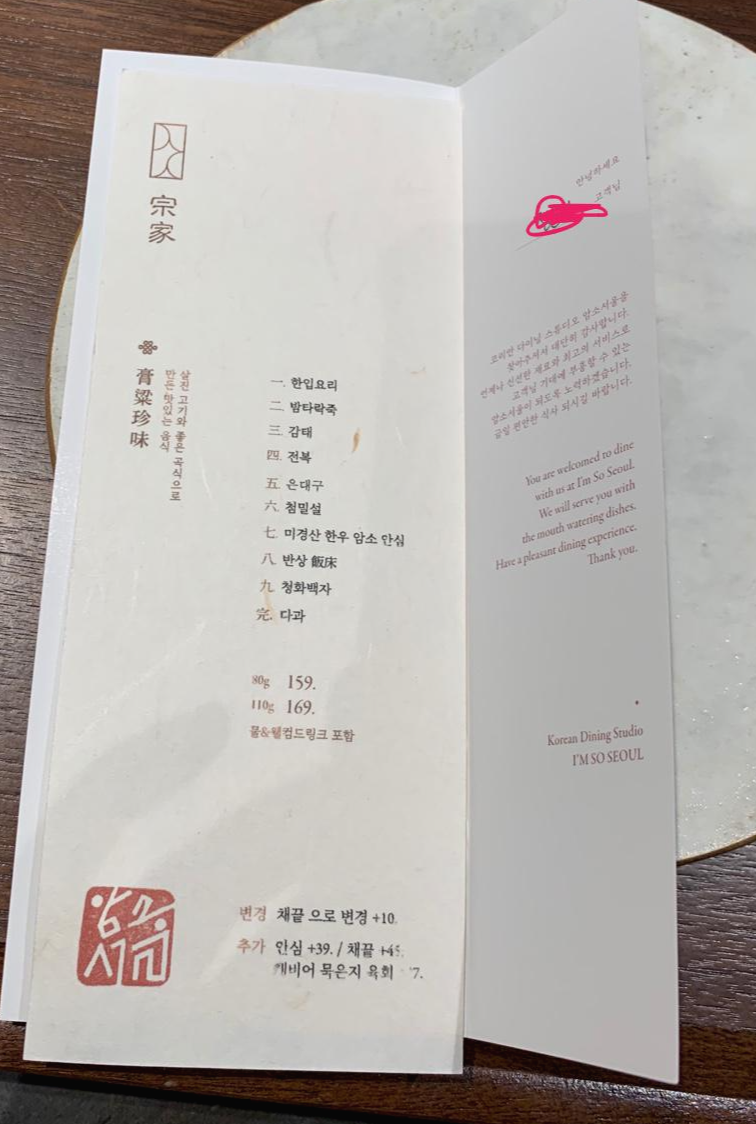 宗家
膏粱珍味
살진 고기와 좋은 곡식으로
만든 맛있는 음식
一. 한입요리
二. 밤타락죽
三. 감태
四. 전복
五. 은대구
六. 첨밀설
七. 미경산 한우 암소 안심
八. 반상 飯床
九. 청화백자
完. 다과
80g 159.
110g 169.
물&웰컴드링크 포함
변경 채끝 으로 변경 +10.
추가 안심 +39. / 채끝
캐비어 묵은지 육회
암소서울
안녕하세요
고객님
코리안 다이닝 스튜디오 암소서울을
찾아주셔서 대단히 감사합니다.
언제나 신선한 재료와 최고의 서비스로
고객님 기대에 부응할 수 있는
암소서울이 되도록 노력하겠습니다.
금일 편안한 식사 되시길 바랍니다.
You are welcomed to dine
with us at I'm So Seoul.
We will serve you with
the mouth watering dishes.
Have a pleasant dining experience.
Thank you.
Korean Dining Studio
I'M SO SEOUL